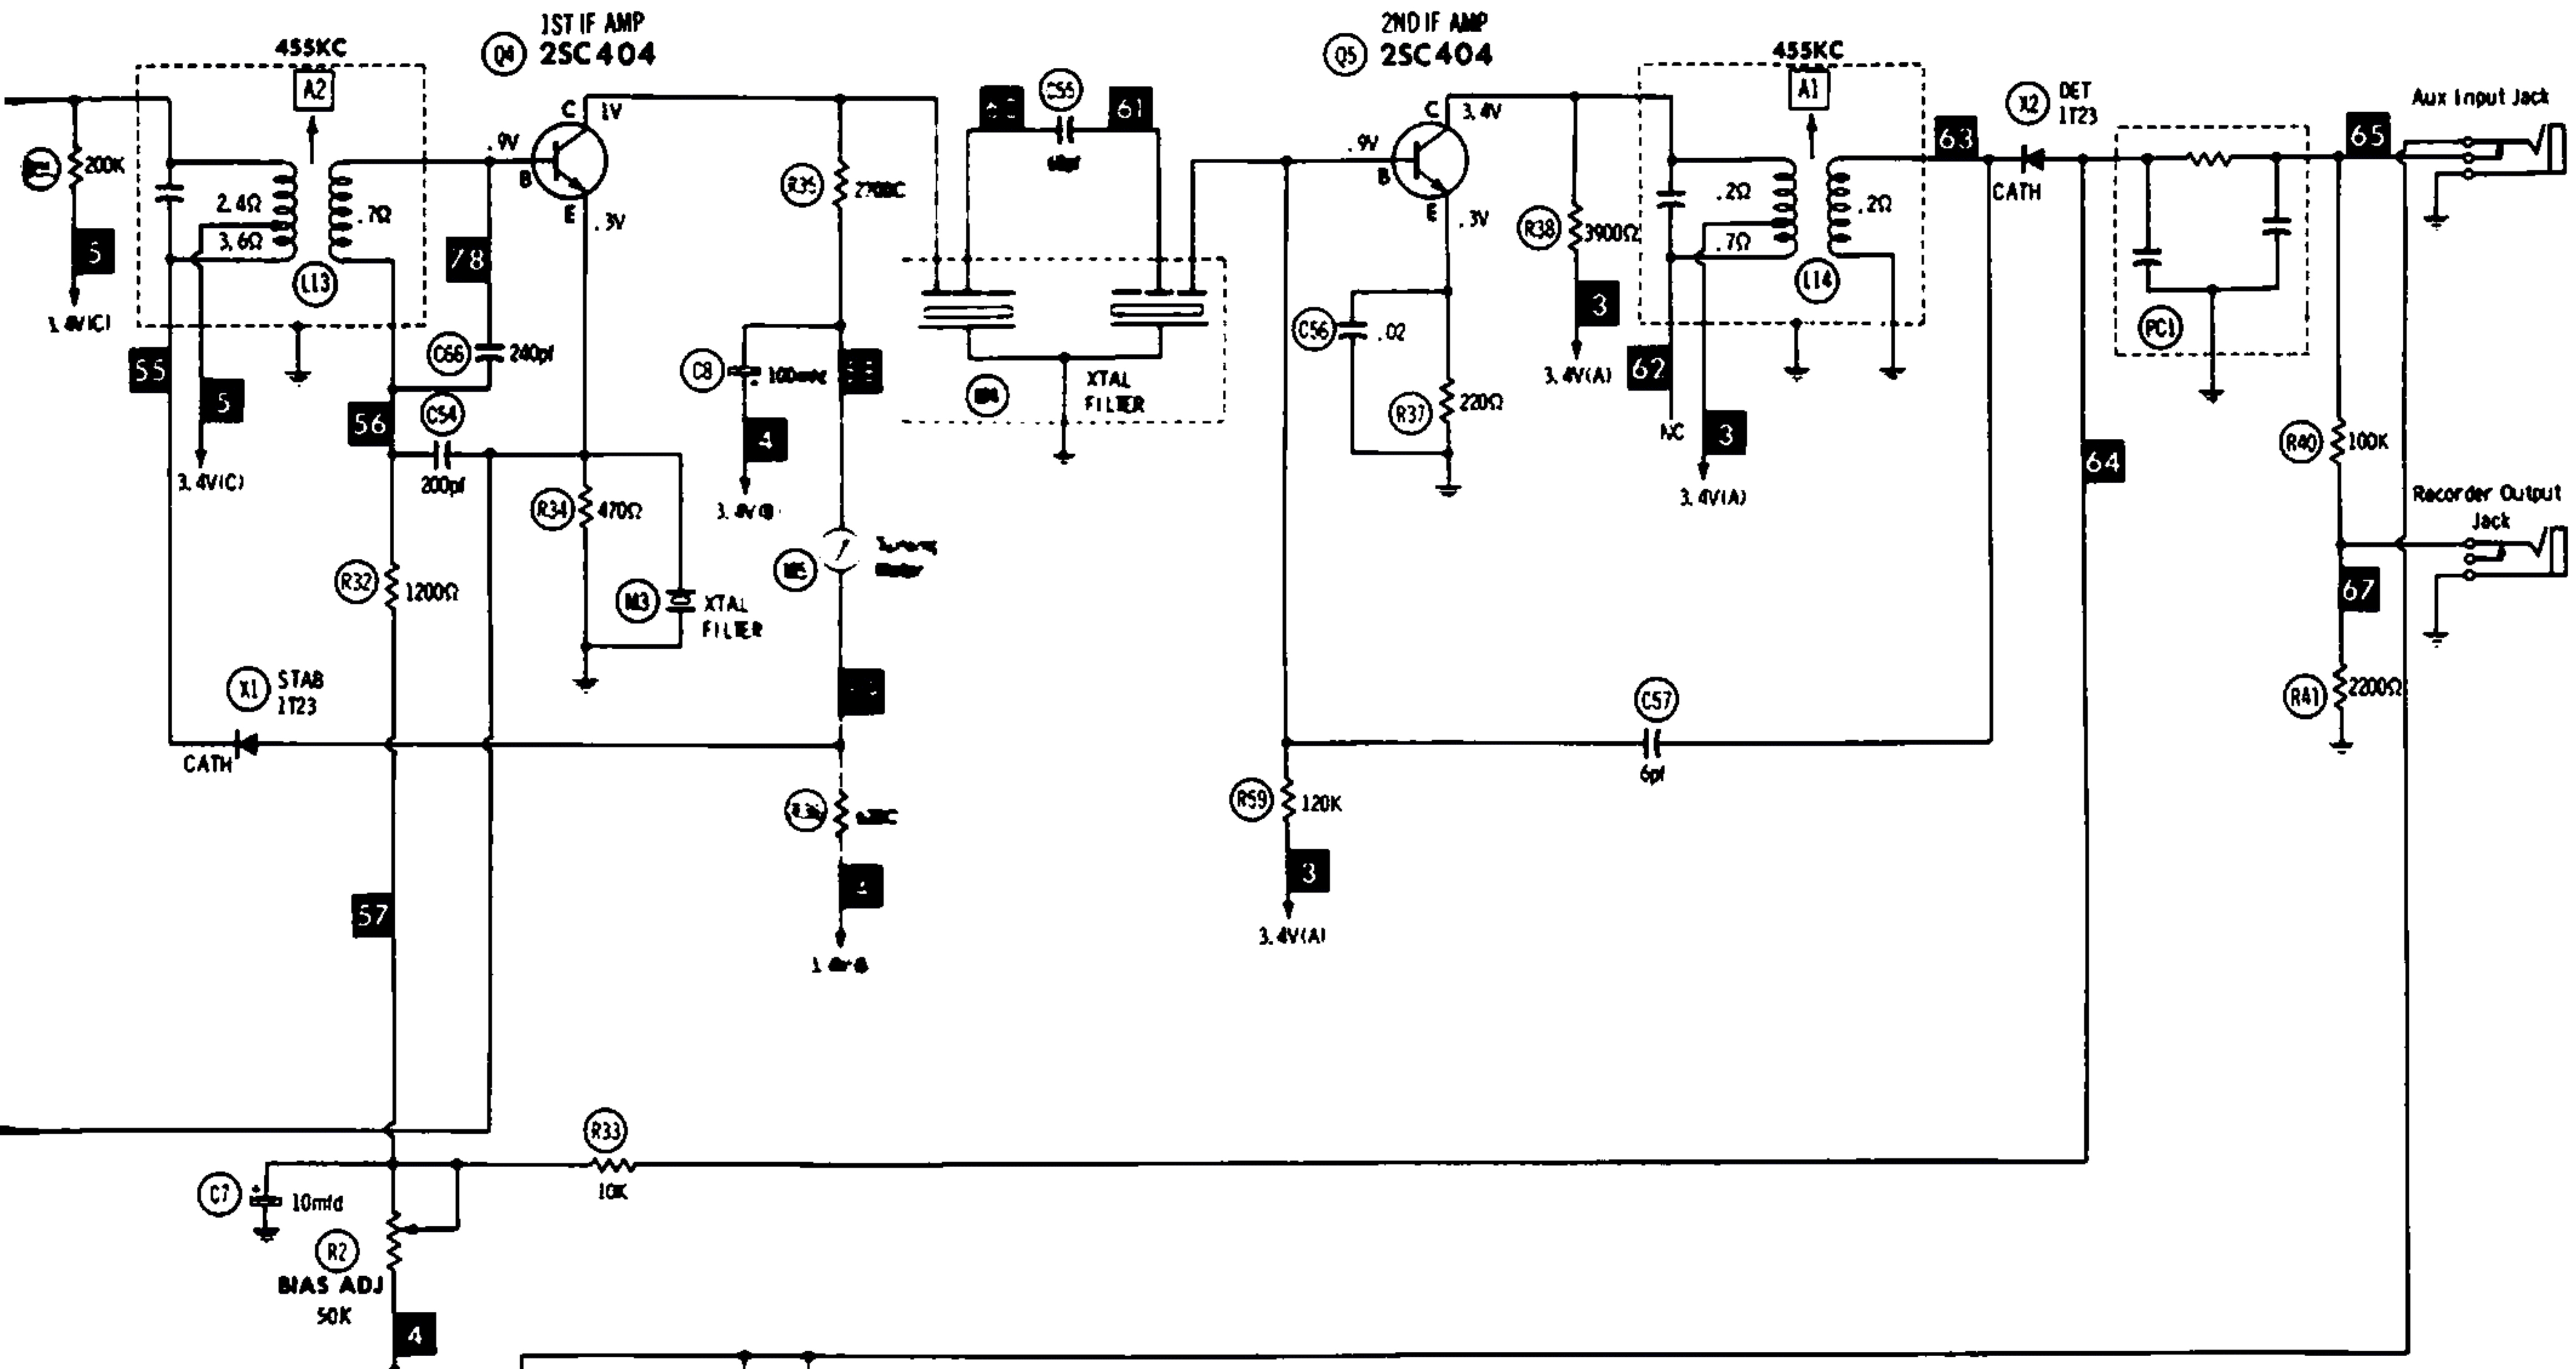 1ST IF AMP
Q4 2SC404
2ND IF AMP
Q5 2SC404
455KC
A2
455KC
A1
X2 DET
1T23
Aux Input Jack
200K
5
3.4V(C)
2.4Ω
3.6Ω
.7Ω
L13
55
5
3.4V(C)
78
C66 240pf
56
C54
200pf
C 1V
.9V
B
E .3V
R35
C8 100mfd
4
3.4V(B)
C55
61
M4
XTAL
FILTER
C 3.4V
.9V
B
E .3V
R38 3900Ω
3
3.4V(A)
C56 .02
R37 220Ω
.2Ω
.7Ω
.2Ω
L14
62
NC
3
3.4V(A)
63
CATH
64
PC1
65
R40 100K
Recorder Output
Jack
67
R41 2200Ω
R34 470Ω
M3 XTAL
FILTER
M5 Tuning
Meter
R32 1200Ω
X1 STAB
1T23
CATH
C57
6pf
R59 120K
3
3.4V(A)
57
R36
4
R33
10K
C7 + 10mfd
R2
BIAS ADJ
50K
4